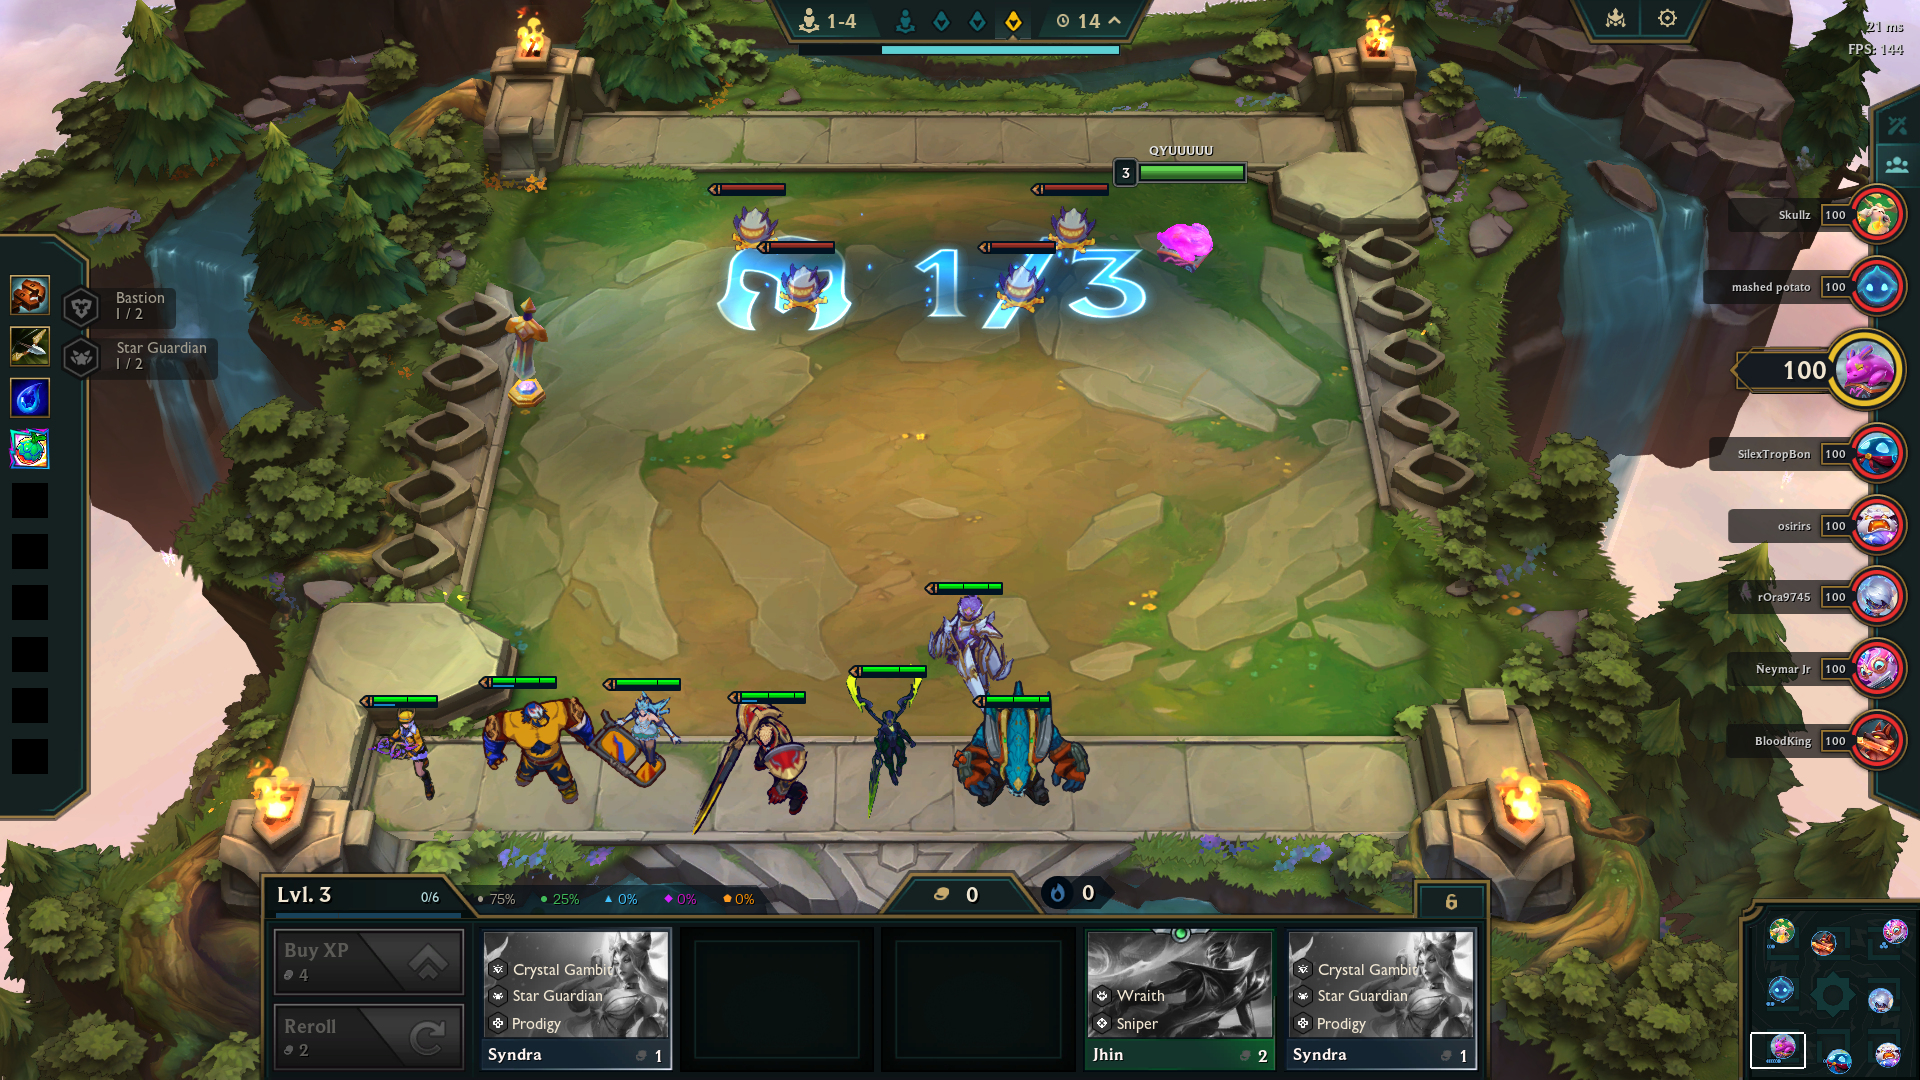 1-4
14
21 ms
FPS: 144
QYUUUUU
3
1/3
Bastion
1 / 2
Star Guardian
1 / 2
Skullz 100
mashed potato 100
100
SilexTropBon 100
osirirs 100
rOra9745 100
Ñeymar Jr 100
BloodKing 100
Lvl. 3 0/6
75% 25% 0% 0% 0%
0
0
6
Buy XP
4
Reroll
2
Crystal Gambit
Star Guardian
Prodigy
Syndra 1
Wraith
Sniper
Jhin 2
Crystal Gambit
Star Guardian
Prodigy
Syndra 1